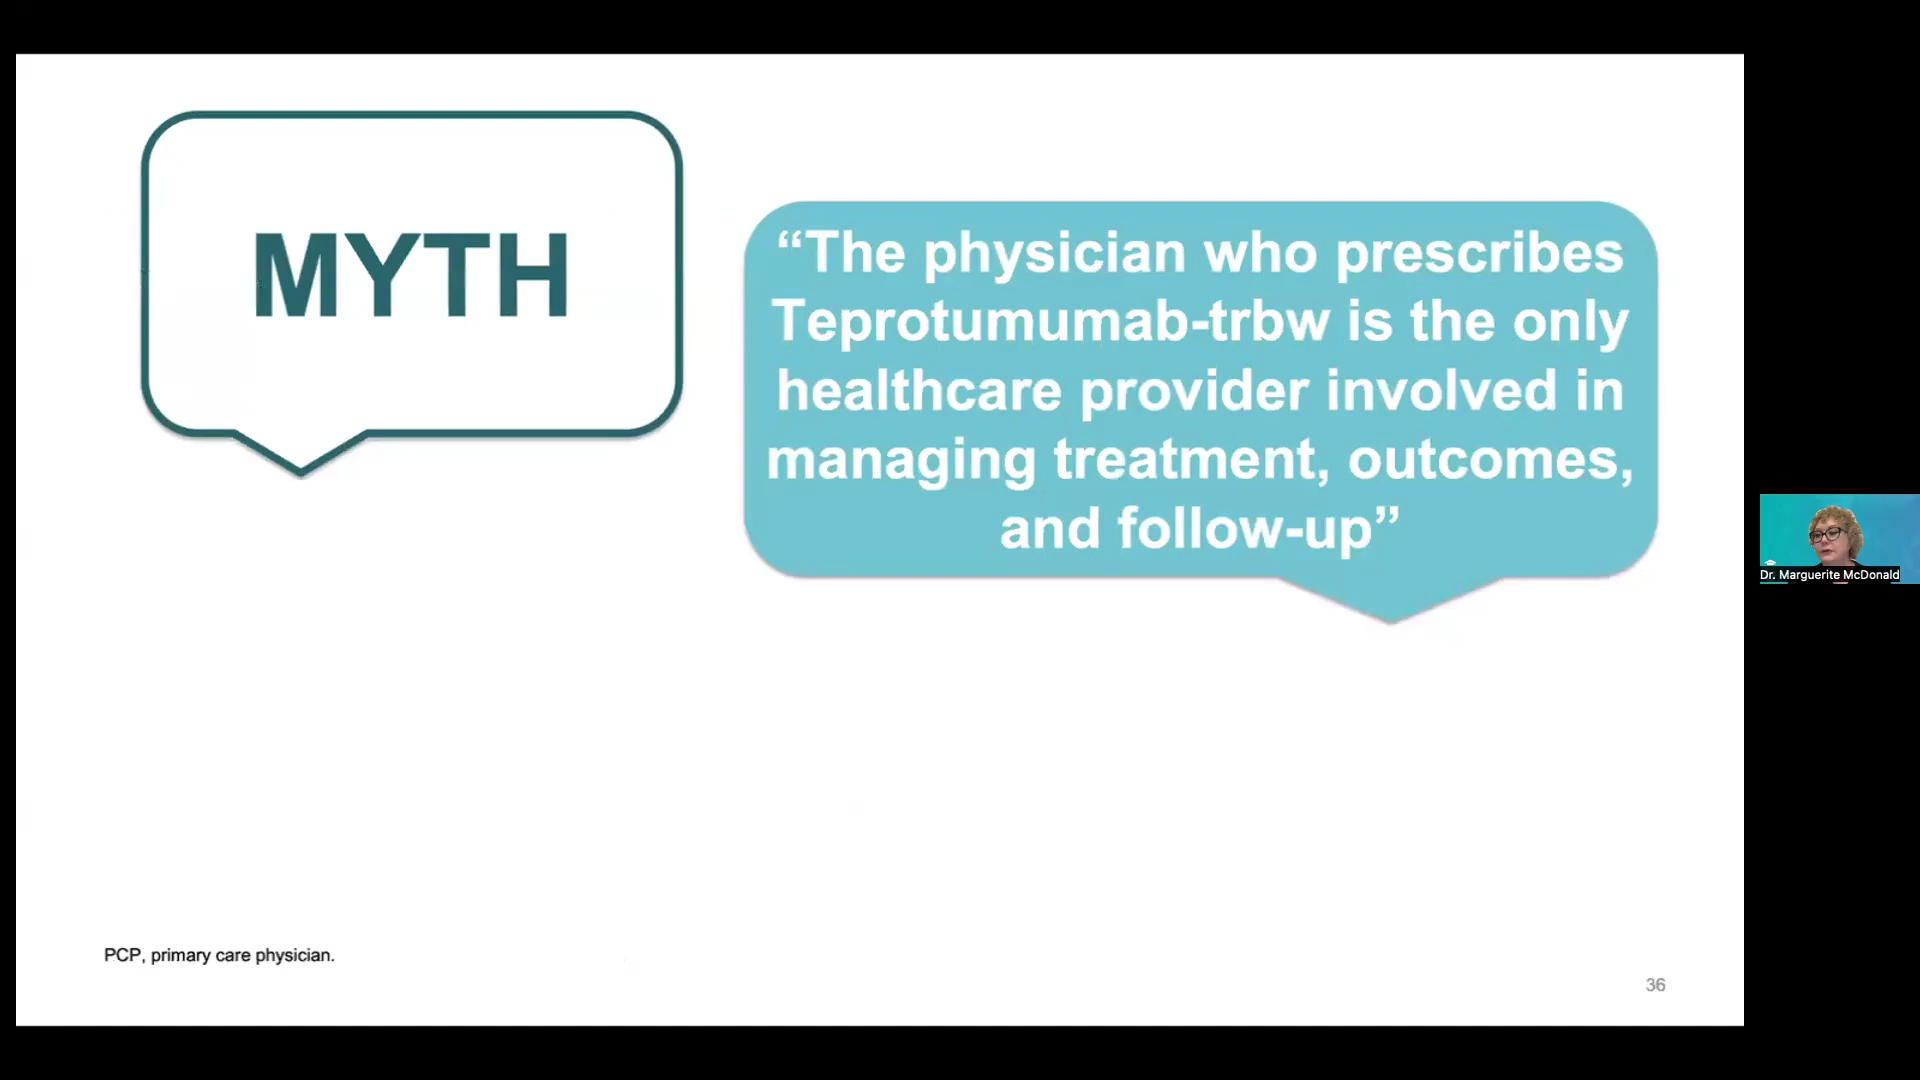 MYTH
“The physician who prescribes
Teprotumumab-trbw is the only
healthcare provider involved in
managing treatment, outcomes,
and follow-up”
Dr. Marguerite McDonald
PCP, primary care physician.
36